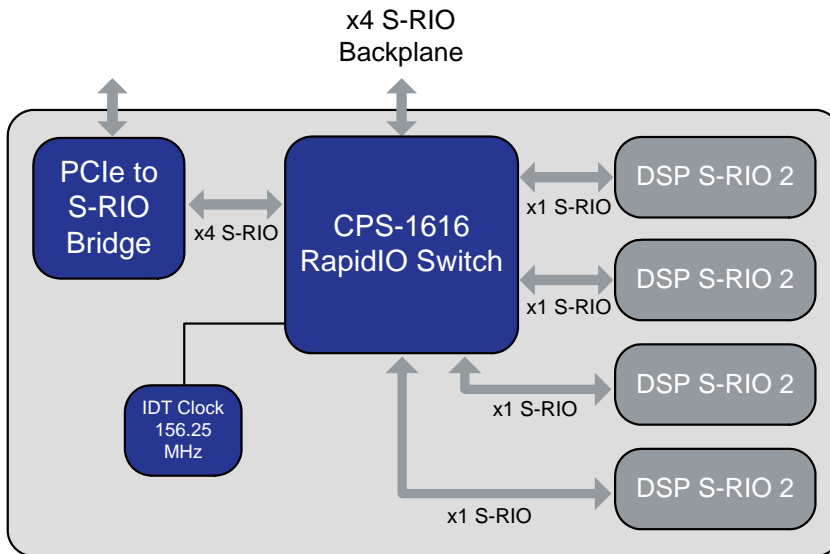 x4 S-RIO
Backplane
PCIe to
S-RIO
Bridge
x4 S-RIO
CPS-1616
RapidIO Switch
DSP S-RIO 2
x1 S-RIO
DSP S-RIO 2
x1 S-RIO
DSP S-RIO 2
x1 S-RIO
IDT Clock
156.25
MHz
DSP S-RIO 2
x1 S-RIO